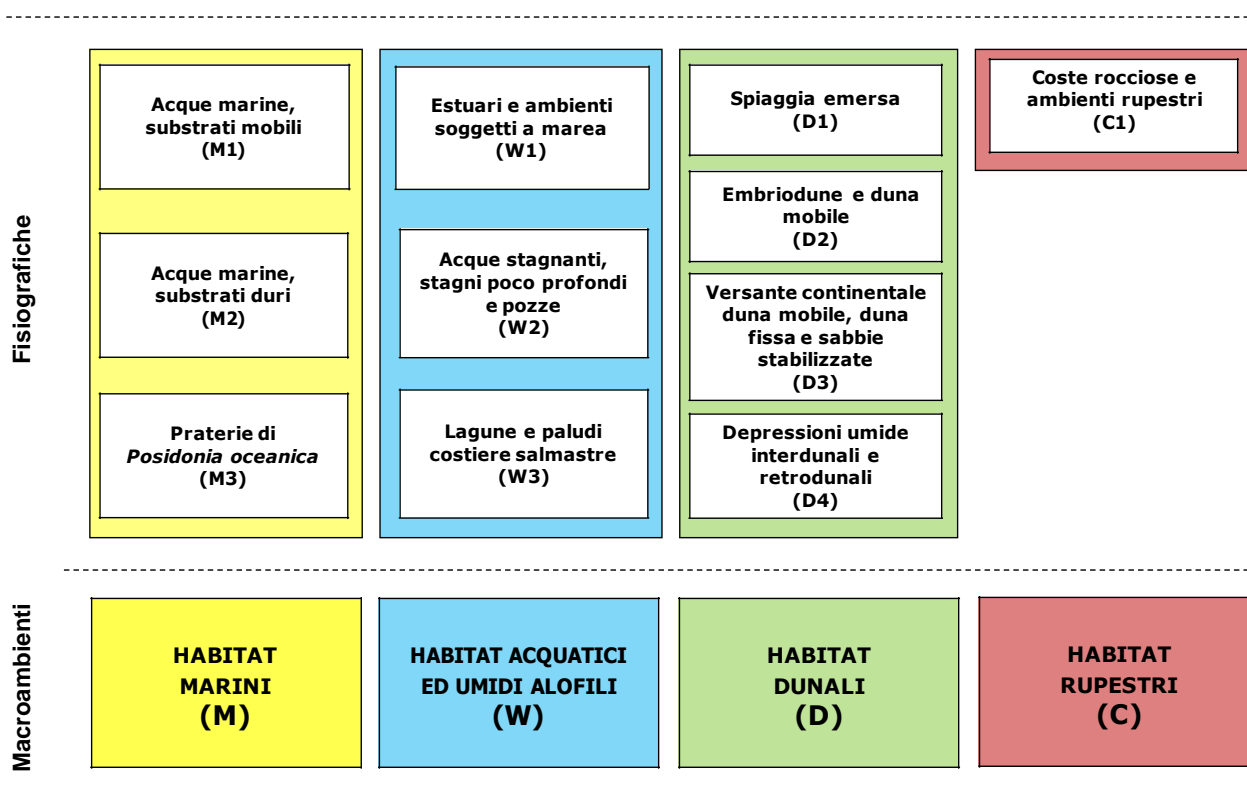 Fisiografiche
Acque marine,
substrati mobili
(M1)
Acque marine,
substrati duri
(M2)
Praterie di
Posidonia oceanica
(M3)
Estuari e ambienti
soggetti a marea
(W1)
Acque stagnanti,
stagni poco profondi
e pozze
(W2)
Lagune e paludi
costiere salmastre
(W3)
Spiaggia emersa
(D1)
Embriodune e duna
mobile
(D2)
Versante continentale
duna mobile, duna
fissa e sabbie
stabilizzate
(D3)
Depressioni umide
interdunali e
retrodunali
(D4)
Coste rocciose e
ambienti rupestri
(C1)
Macroambienti
HABITAT
MARINI
(M)
HABITAT ACQUATICI
ED UMIDI ALOFILI
(W)
HABITAT
DUNALI
(D)
HABITAT
RUPESTRI
(C)